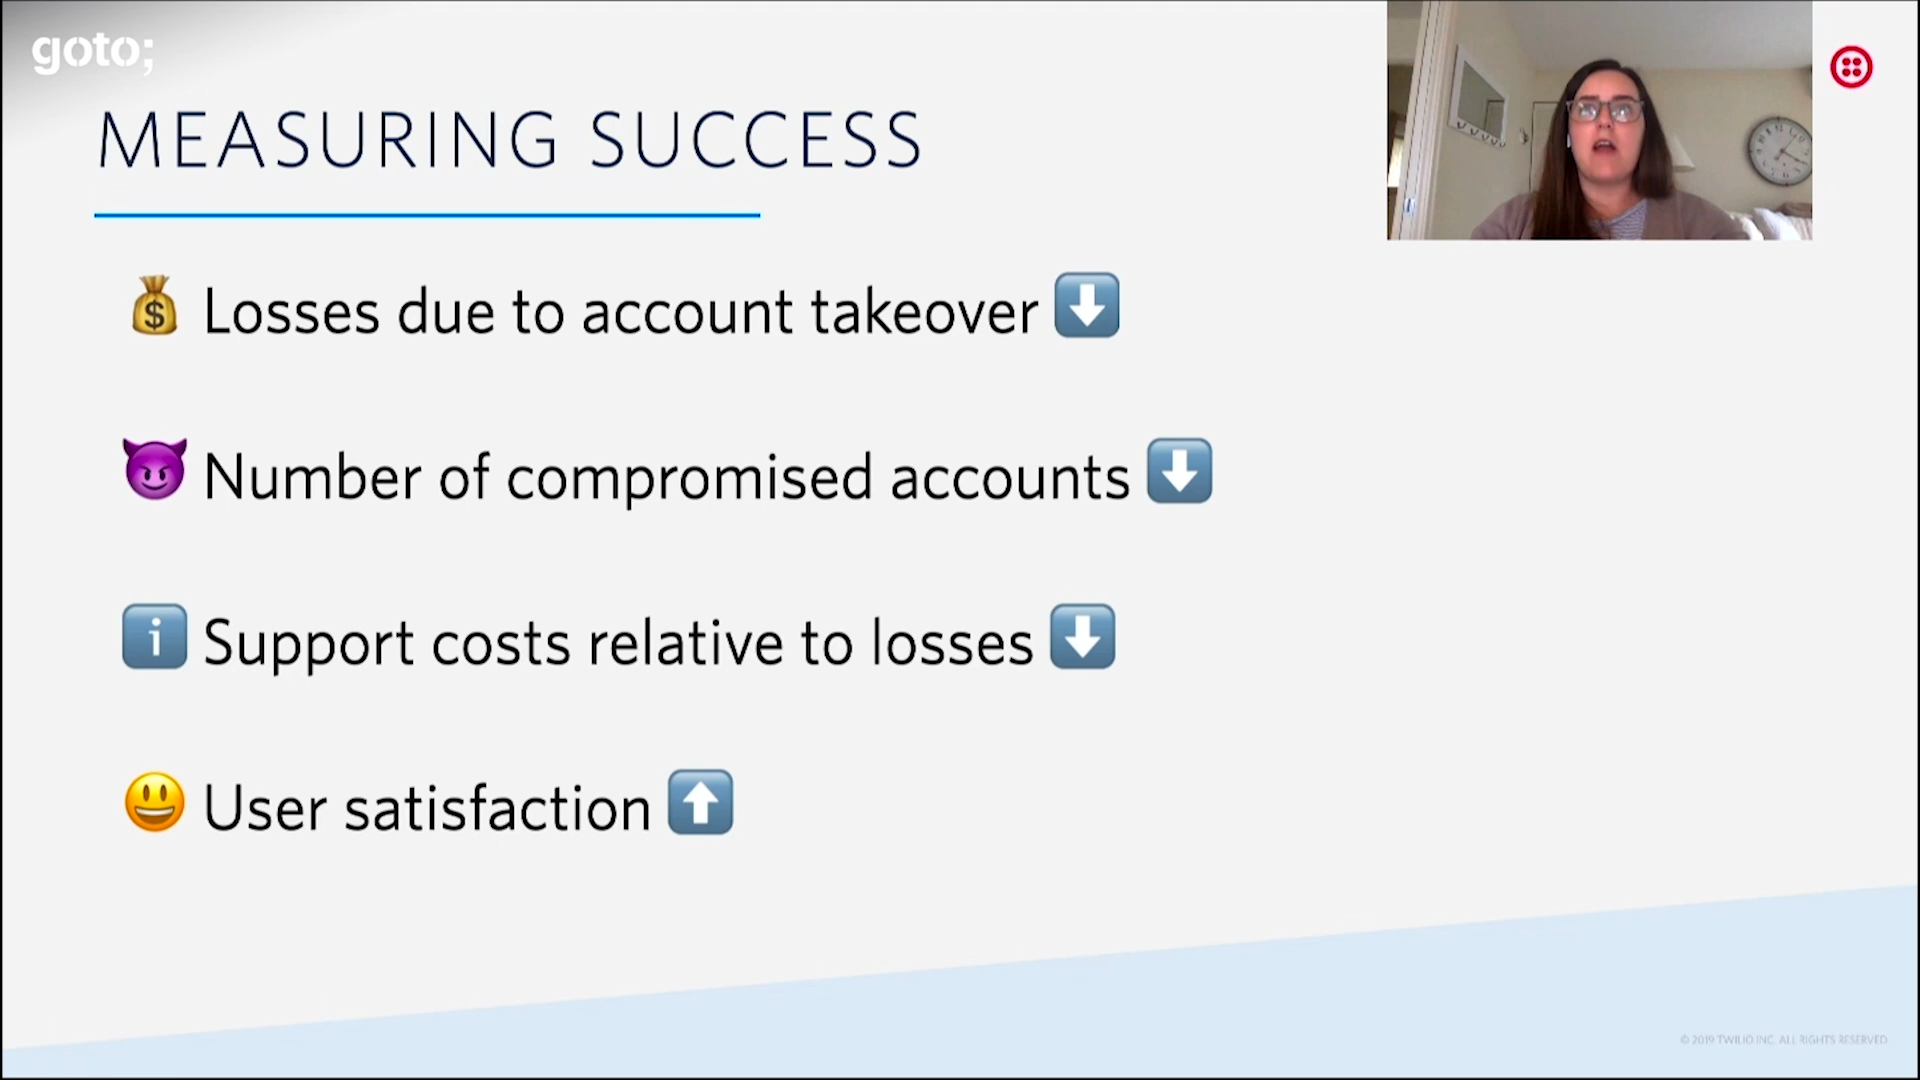 goto;
MEASURING SUCCESS
💰 Losses due to account takeover ⬇️
😈 Number of compromised accounts ⬇️
ℹ️ Support costs relative to losses ⬇️
😃 User satisfaction ⬆️
© 2019 TWILIO INC. ALL RIGHTS RESERVED